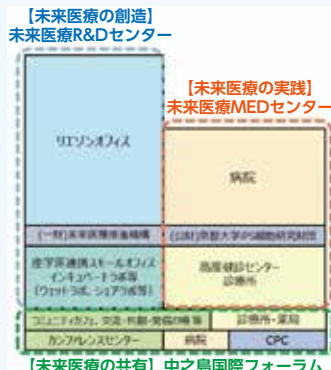 【未来医療の創造】
未来医療R&Dセンター
【未来医療の実践】
未来医療MEDセンター
リエゾンオフィス
病院
(一財)未来医療推進機構
(公財)京都大学iPS細胞研究財団
産学医連携スモールオフィス
インキュベートラボ等
(ウェットラボ、シェアラボ等)
高度健診センター
診療所
コミュニティカフェ、交流・
診療所・薬局
カンファレンスセンター
病院
CPC
【未来医療の共有】中之島国際フォーラム